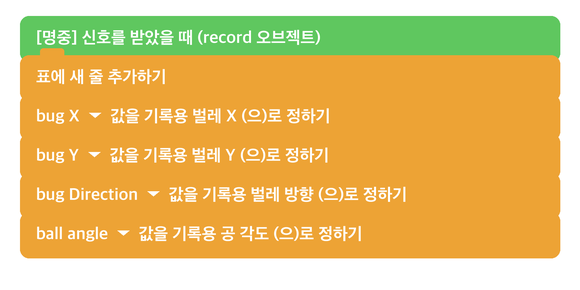 [명중] 신호를 받았을 때 (record 오브젝트)
표에 새 줄 추가하기
bug X ▼ 값을 기록용 벌레 X (으)로 정하기
bug Y ▼ 값을 기록용 벌레 Y (으)로 정하기
bug Direction ▼ 값을 기록용 벌레 방향 (으)로 정하기
ball angle ▼ 값을 기록용 공 각도 (으)로 정하기